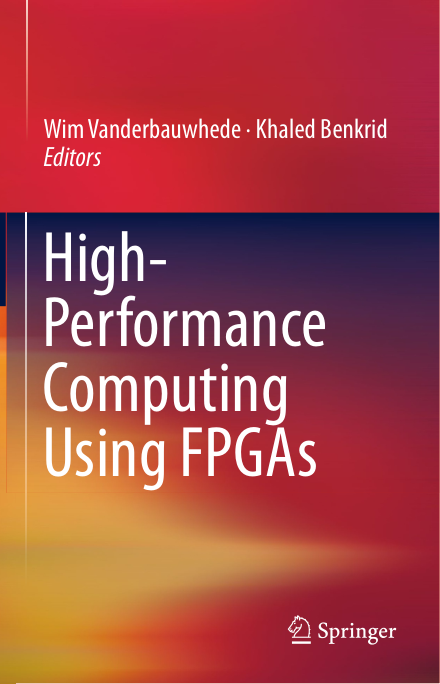 Wim Vanderbauwhede · Khaled Benkrid
Editors
High-
Performance
Computing
Using FPGAs
Springer